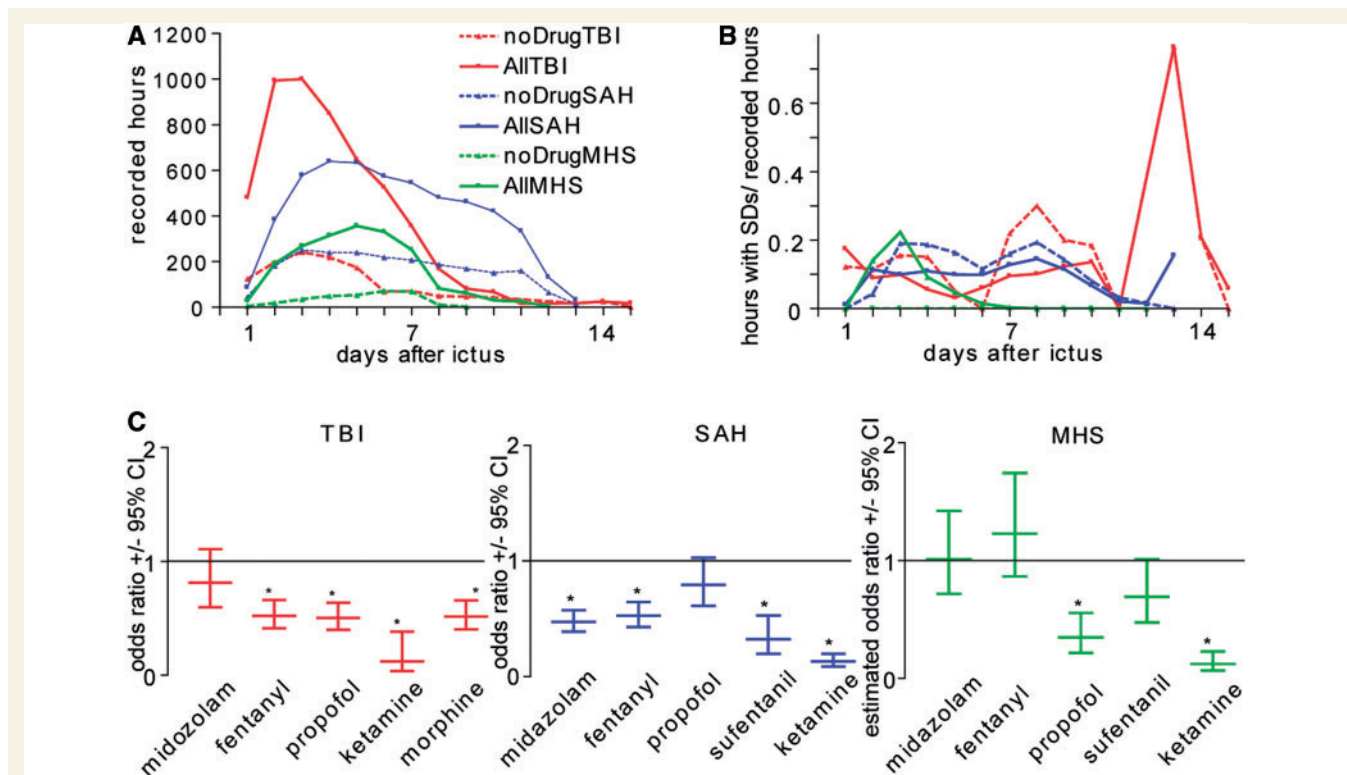 A
1200
1000
800
600
400
200
0
recorded hours
1 7 14
days after ictus
noDrugTBI
AllTBI
noDrugSAH
AllSAH
noDrugMHS
AllMHS
B
0.6
0.4
0.2
0
hours with SDs/ recorded hours
1 7 14
days after ictus
C
TBI
2
1
0
odds ratio +/- 95% CI
* * * *
midozolam
fentanyl
propofol
ketamine
morphine
SAH
2
1
0
odds ratio +/- 95% CI
* * * *
midazolam
fentanyl
propofol
sufentanil
ketamine
MHS
2
1
0
estimated odds ratio +/- 95% CI
* *
midazolam
fentanyl
propofol
sufentanil
ketamine